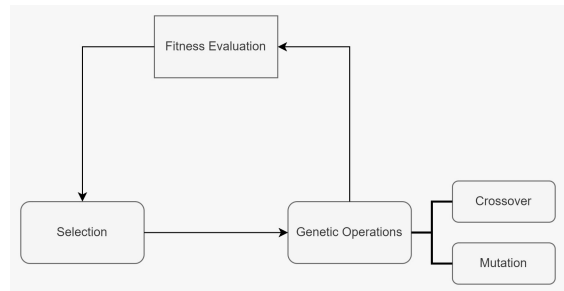 Fitness Evaluation
Selection
Genetic Operations
Crossover
Mutation